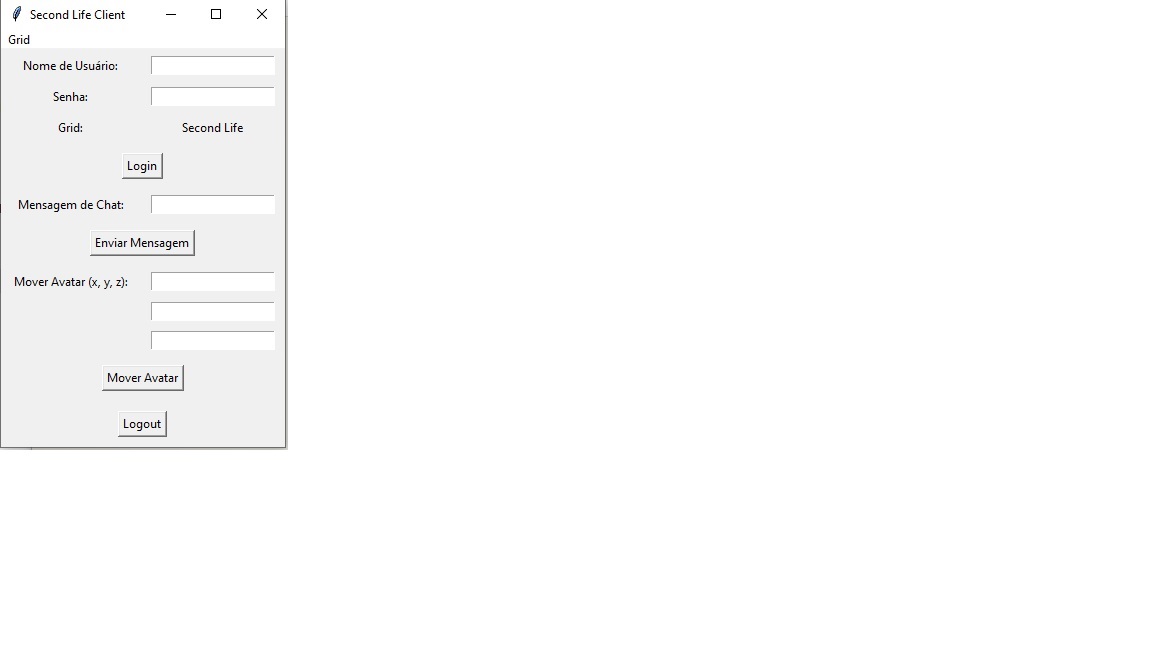 Second Life Client
Grid
Nome de Usuário:
Senha:
Grid: Second Life
Login
Mensagem de Chat:
Enviar Mensagem
Mover Avatar (x, y, z):
Mover Avatar
Logout